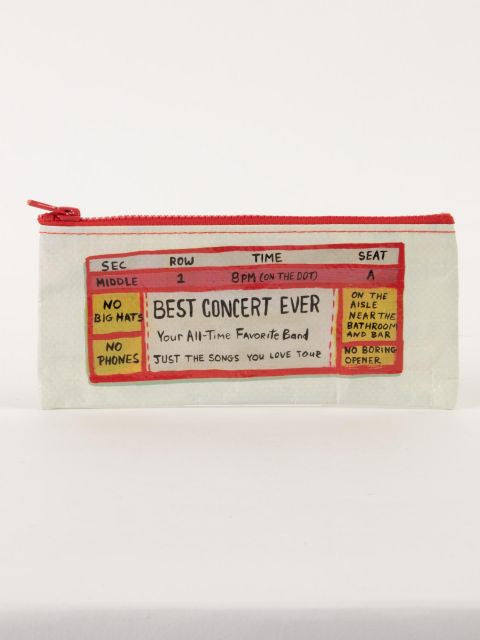 SEC ROW TIME SEAT
MIDDLE 1 8PM (ON THE DOT) A
NO
BIG HATS
NO
PHONES
BEST CONCERT EVER
Your All-Time Favorite Band
JUST THE SONGS YOU LOVE TOUR
ON THE
AISLE
NEAR THE
BATHROOM
AND BAR
NO BORING
OPENER